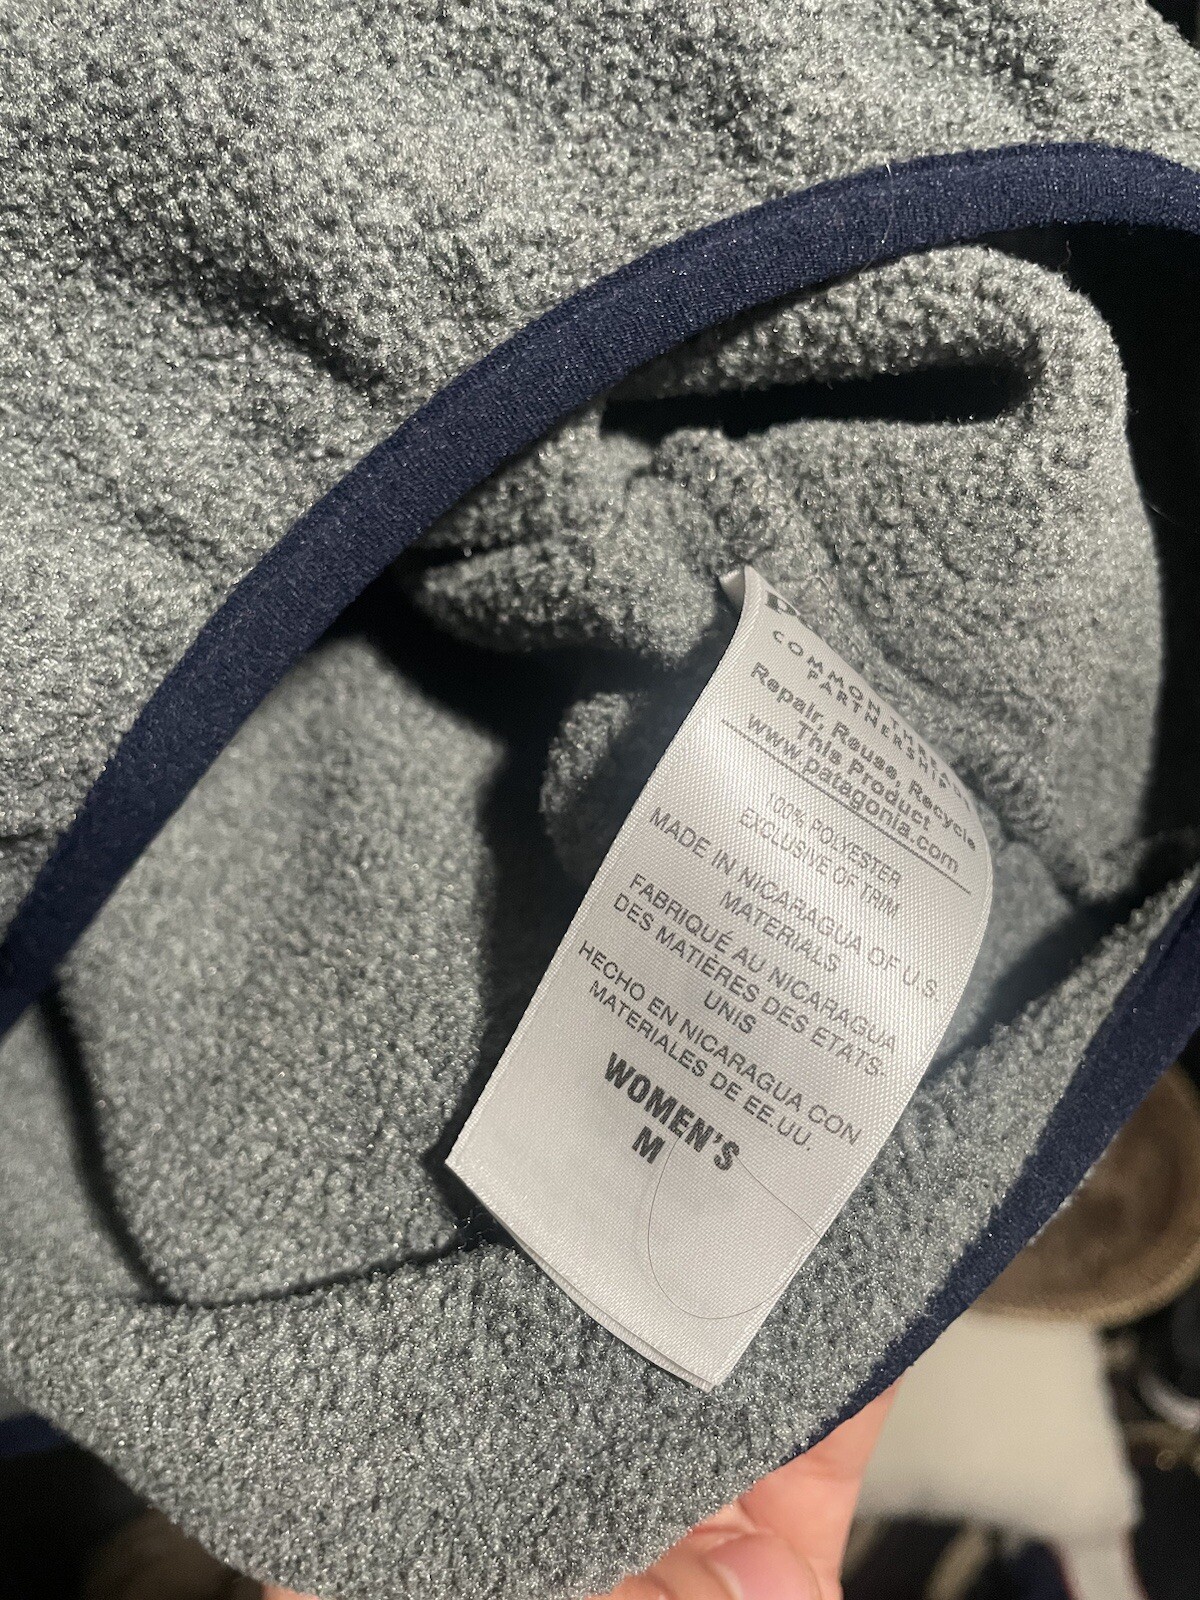 COMMON THREADS
PARTNERSHIP
Repair, Reuse, Recycle
This Product
www.patagonia.com
100% POLYESTER
EXCLUSIVE OF TRIM
MADE IN NICARAGUA OF U.S.
MATERIALS
FABRIQUÉ AU NICARAGUA
DES MATIÈRES DES ETATS-
UNIS
HECHO EN NICARAGUA CON
MATERIALES DE EE.UU.
WOMEN'S
M